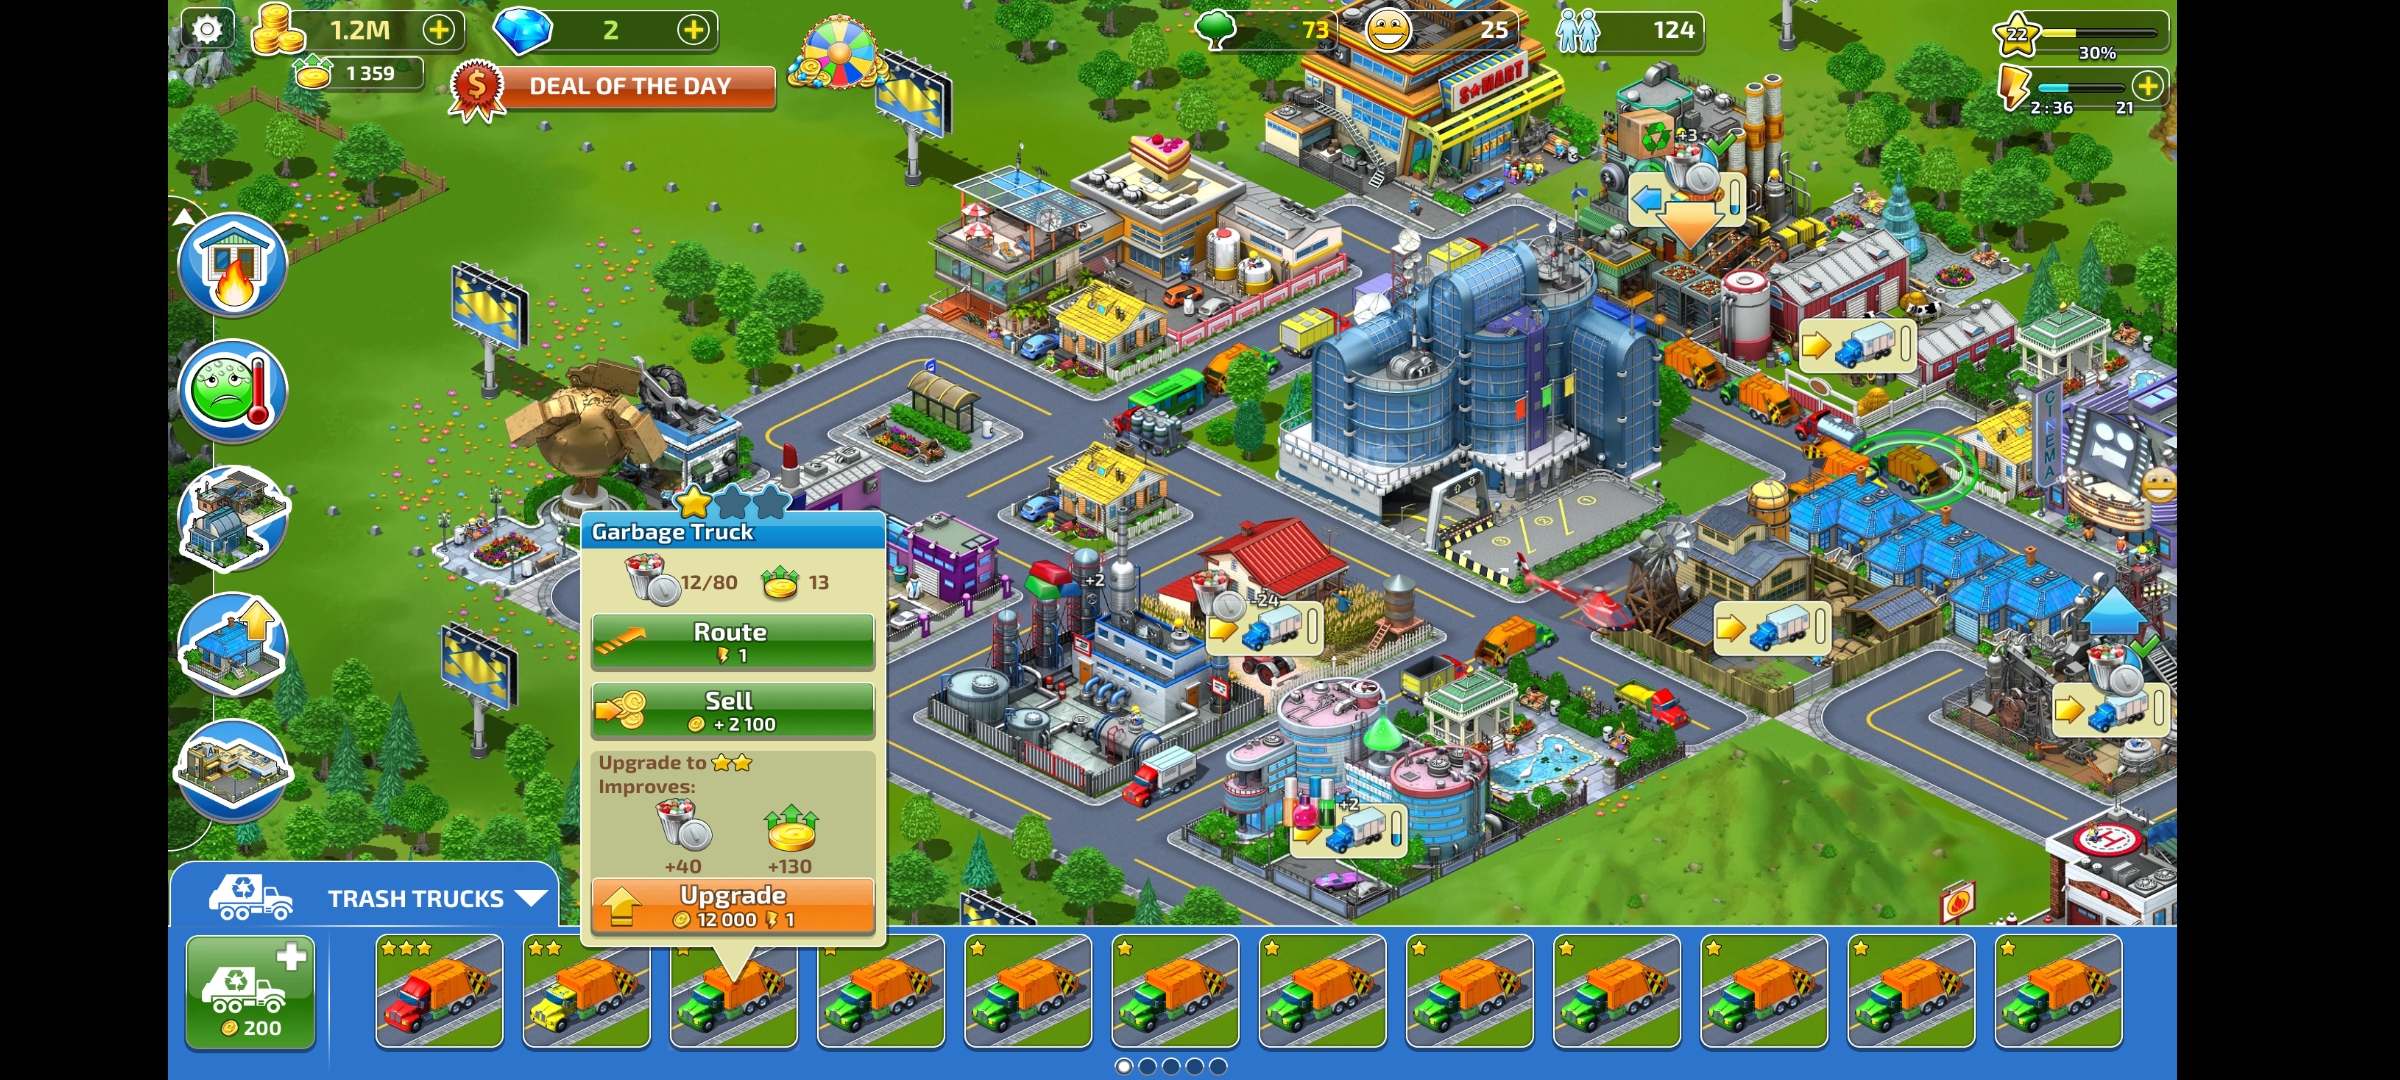 1.2M
2
73
25
124
22
30%
1 359
DEAL OF THE DAY
2:36
21
S★MART
+3
CINEMA
Garbage Truck
12/80
13
+2
-24
Route
1
Sell
+ 2 100
Upgrade to
Improves:
+2
+40
+130
H
Upgrade
12 000
1
TRASH TRUCKS
200